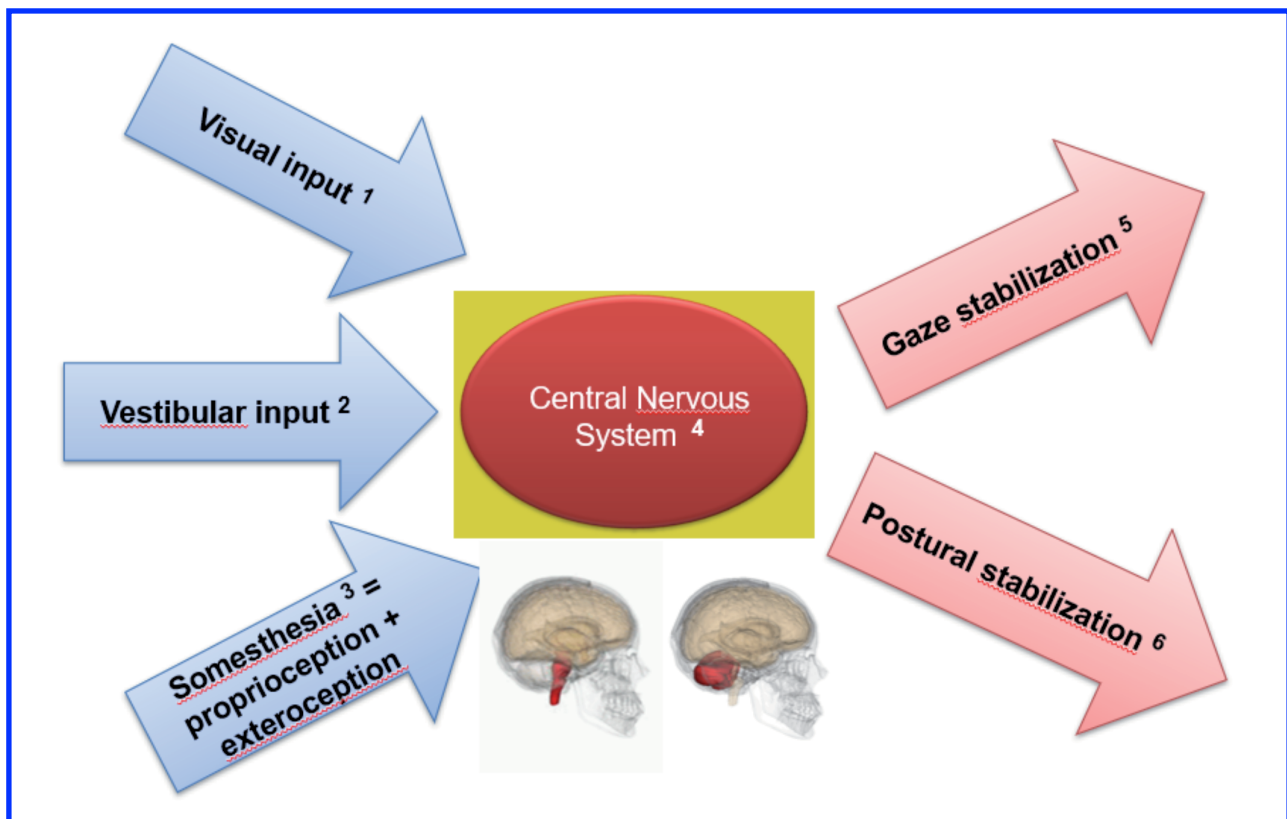 Visual input 1
Vestibular input 2
Somesthesia 3 =
proprioception +
exteroception
Central Nervous
System 4
Gaze stabilization 5
Postural stabilization 6